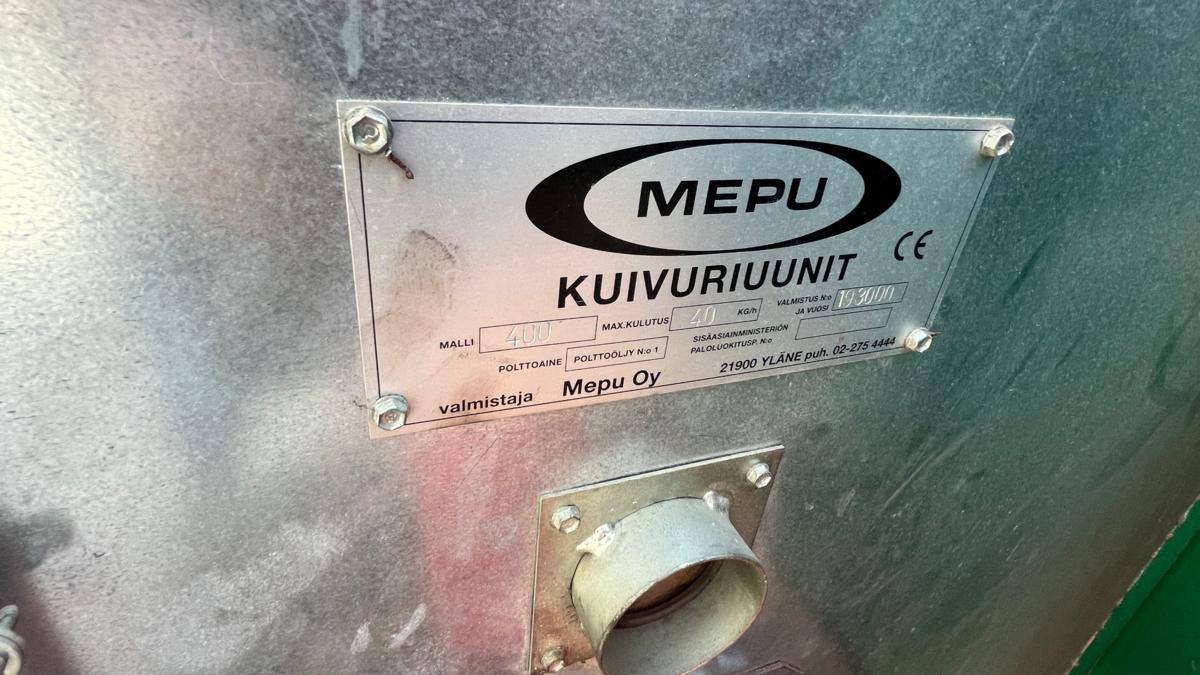 MEPU
CE
KUIVURIUUNIT
MALLI 400 MAX.KULUTUS 40 KG/h VALMISTUS N:o JA VUOSI 193000
POLTTOAINE POLTTOÖLJY N:o 1 SISÄASIAINMINISTERIÖN PALOLUOKITUSP. N:o
valmistaja Mepu Oy 21900 YLÄNE puh. 02-275 4444